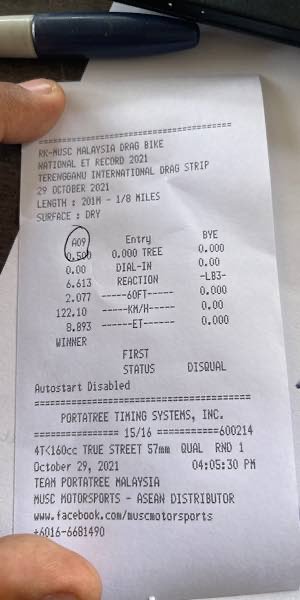 ==========================================
RK-MUSC MALAYSIA DRAG BIKE
NATIONAL ET RECORD 2021
TERENGGANU INTERNATIONAL DRAG STRIP
29 OCTOBER 2021
LENGTH : 201M - 1/8 MILES
SURFACE : DRY
A09 Entry BYE
0.500 0.000 TREE 0.000
0.00 DIAL-IN 0.00
6.613 REACTION -LB3-
2.077 -----60FT----- 0.000
122.10 -----KM/H----- 0.00
8.893 ------ET------ 0.000
WINNER
FIRST
STATUS DISQUAL
Autostart Disabled
==========================================
PORTATREE TIMING SYSTEMS, INC.
================ 15/16 ===========600214
4T<160cc TRUE STREET 57mm QUAL RND 1
October 29, 2021 04:05:30 PM
TEAM PORTATREE MALAYSIA
MUSC MOTORSPORTS - ASEAN DISTRIBUTOR
www.facebook.com/muscmotorsports
+6016-6681490